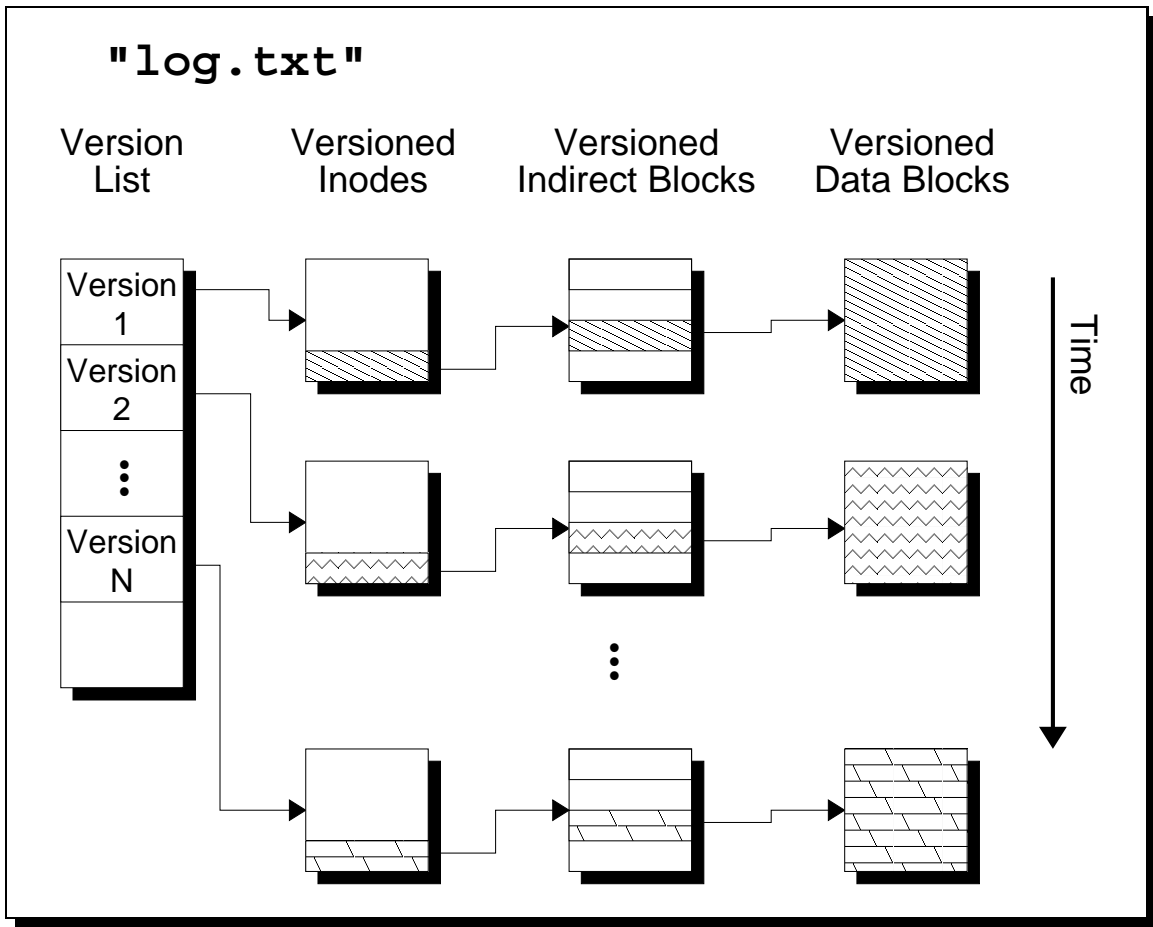 "log.txt"
Version
List
Versioned
Inodes
Versioned
Indirect Blocks
Versioned
Data Blocks
Version
1
Version
2
Version
N
Time